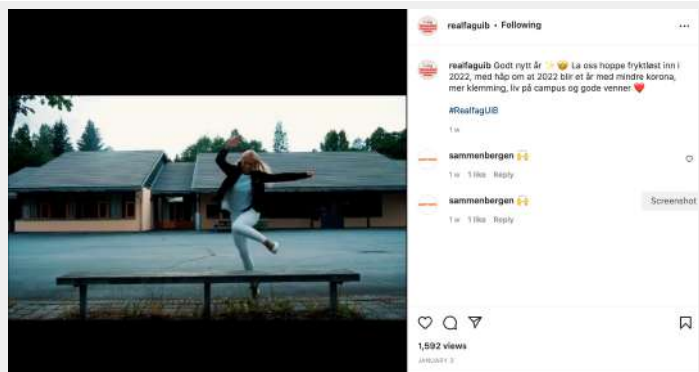 realfaguib • Following
realfaguib Godt nytt år ✨🤓 La oss hoppe fryktløst inn i
2022, med håp om at 2022 blir et år med mindre korona,
mer klemming, liv på campus og gode venner ❤️
#RealfagUiB
1 w
sammenbergen 🙌
1 w 1 like Reply
sammenbergen 🙌
1 w 1 like Reply
Screenshot
1,592 views
JANUARY 3